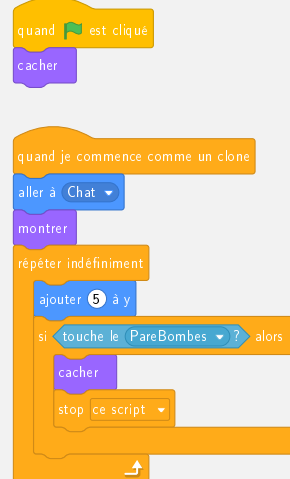 quand est cliqué
cacher
quand je commence comme un clone
aller à Chat
montrer
répéter indéfiniment
ajouter 5 à y
si touche le PareBombes ? alors
cacher
stop ce script